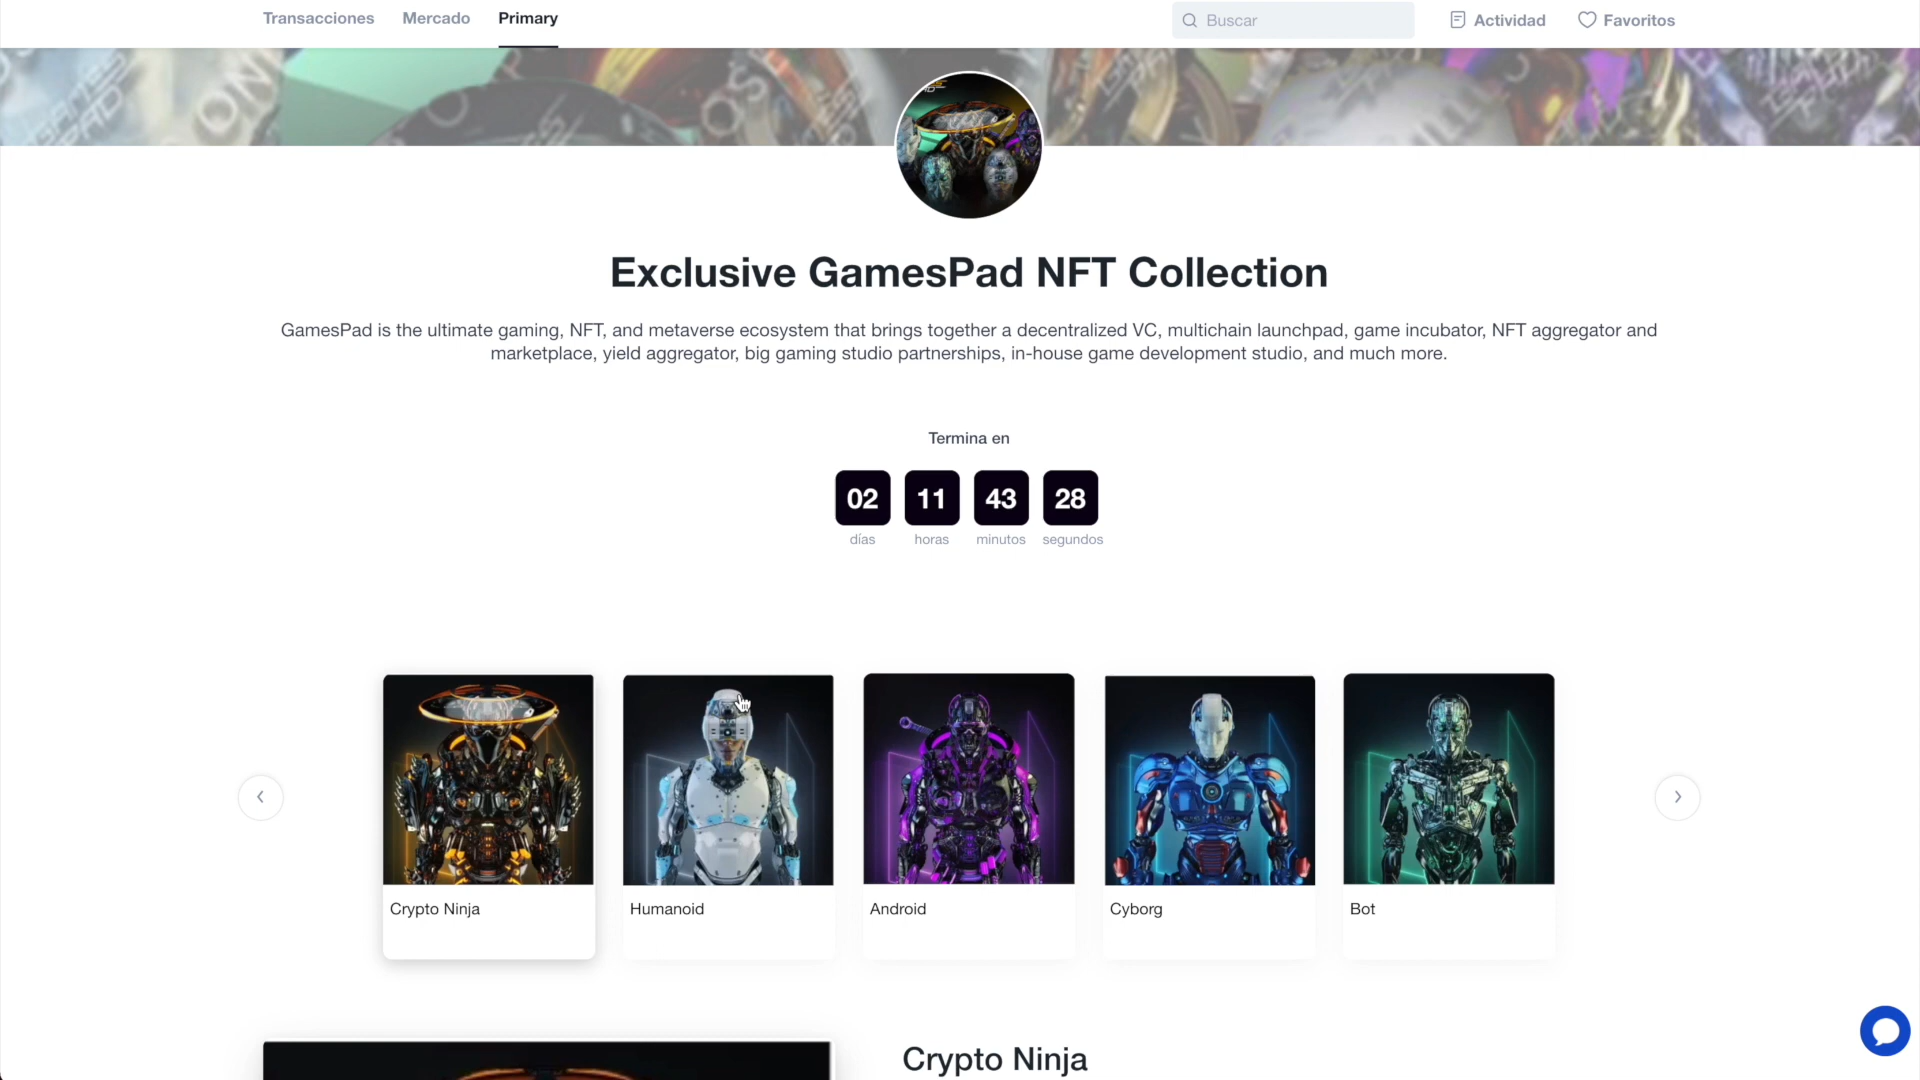 Transacciones Mercado Primary Buscar Actividad Favoritos
Exclusive GamesPad NFT Collection
GamesPad is the ultimate gaming, NFT, and metaverse ecosystem that brings together a decentralized VC, multichain launchpad, game incubator, NFT aggregator and
marketplace, yield aggregator, big gaming studio partnerships, in-house game development studio, and much more.
Termina en
02 11 43 28
días horas minutos segundos
Crypto Ninja Humanoid Android Cyborg Bot
Crypto Ninja